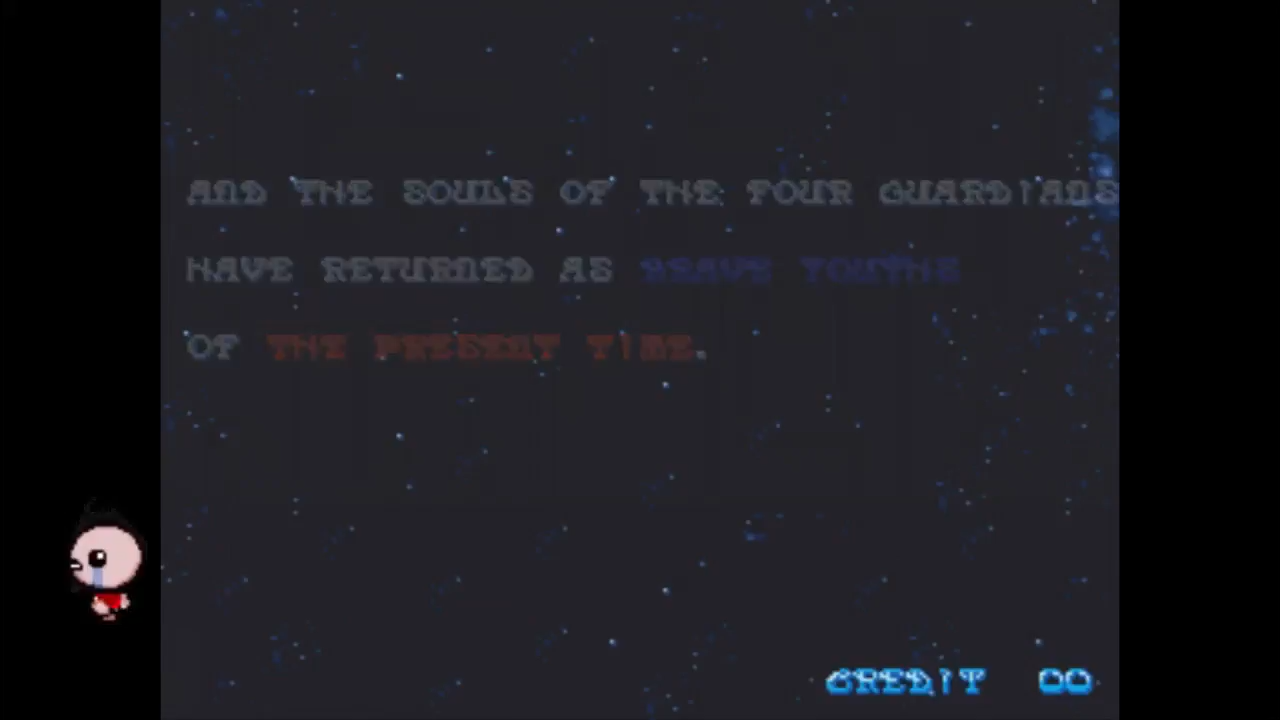 AND THE SOULS OF THE FOUR GUARDIANS
HAVE RETURNED AS BRAVE YOUTHS
OF THE PRESENT TIME.
CREDIT 00